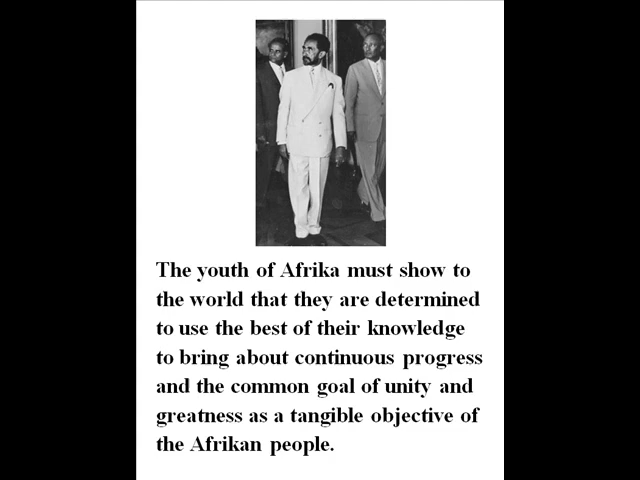 The youth of Afrika must show to
the world that they are determined
to use the best of their knowledge
to bring about continuous progress
and the common goal of unity and
greatness as a tangible objective of
the Afrikan people.